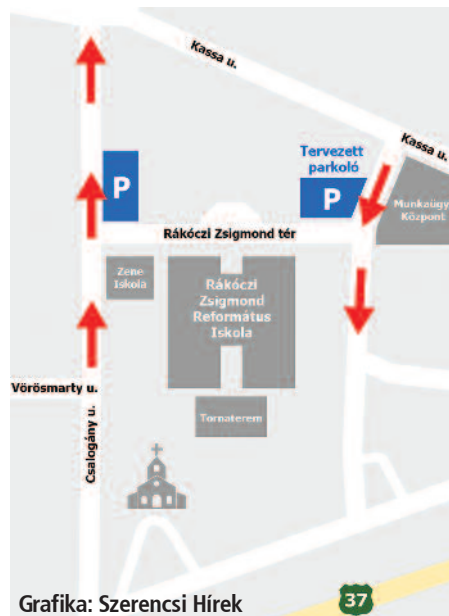 Kassa u.
Kassa u.
Tervezett
parkoló
P
P
Munkaügyi
Központ
Rákóczi Zsigmond tér
Zene-
Iskola
Rákóczi
Zsigmond
Református
Iskola
Vörösmarty u.
Csalogány u.
Tornaterem
Grafika: Szerencsi Hírek
37